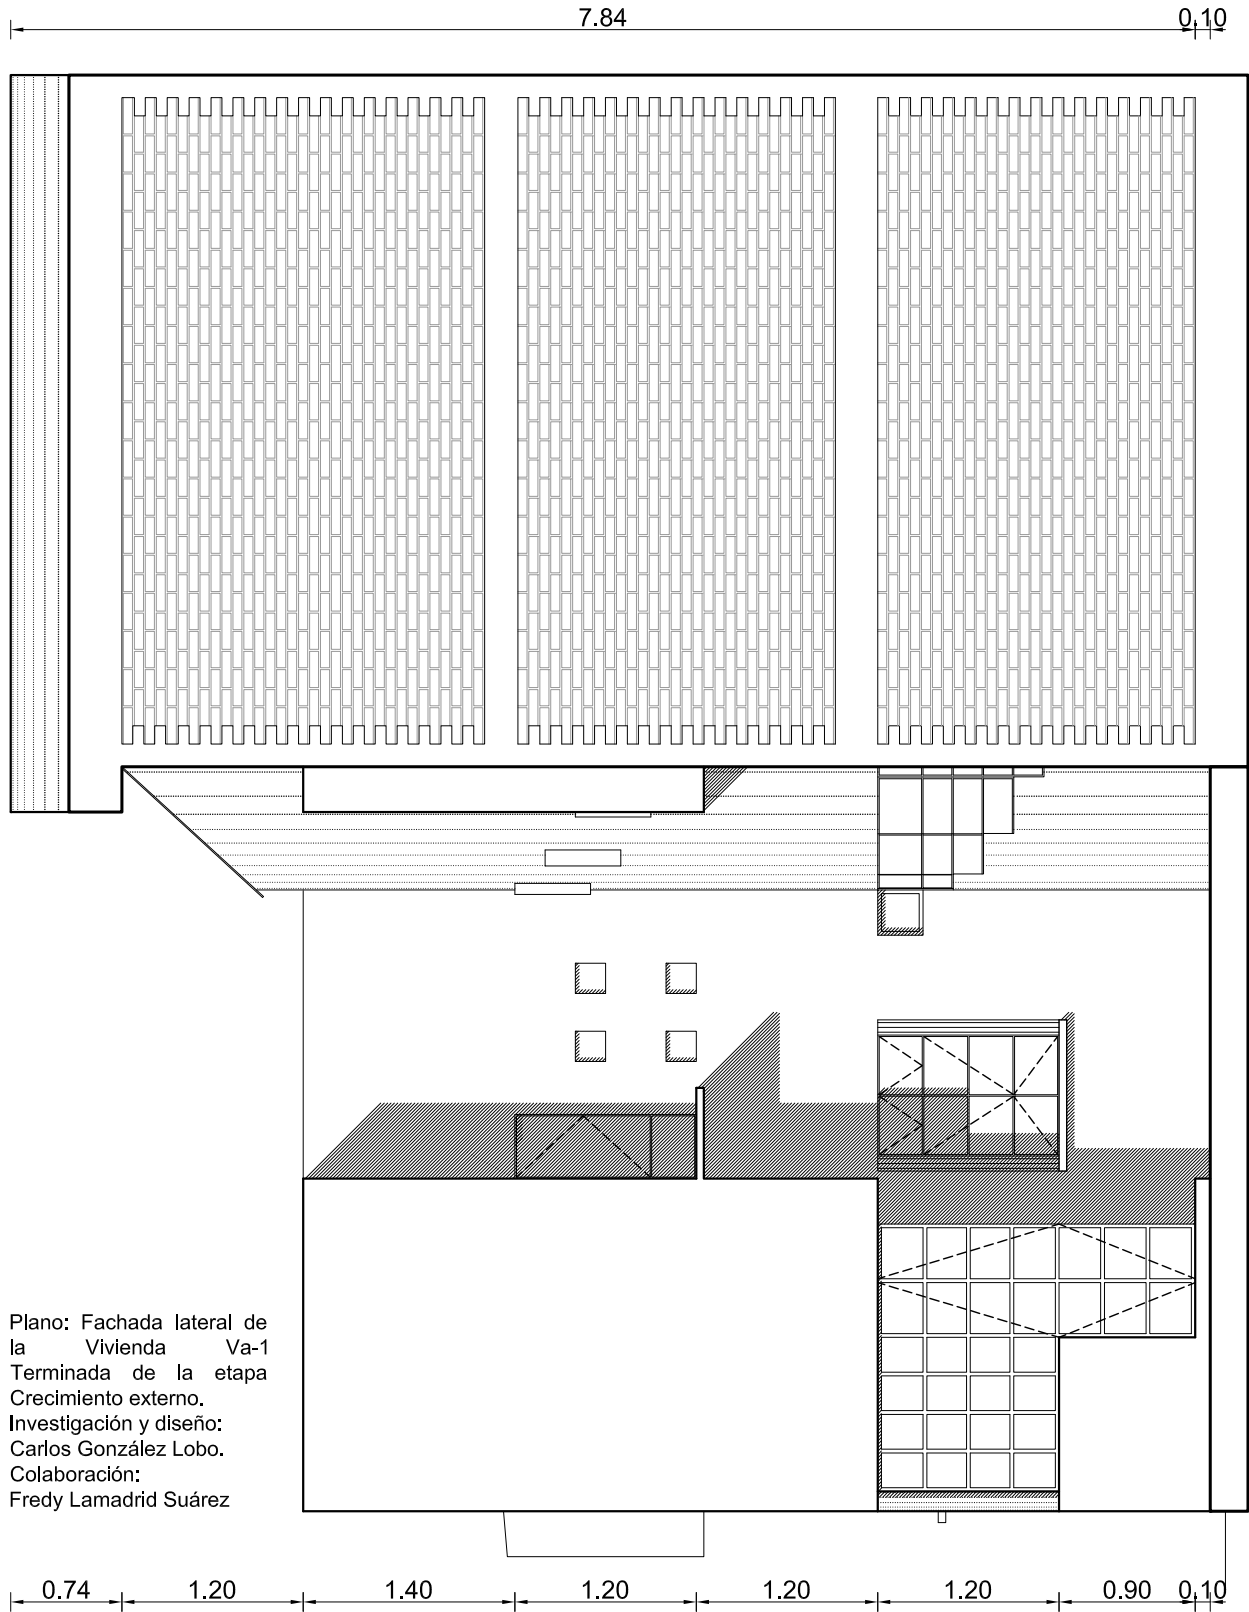 7.84 0.10
Plano: Fachada lateral de
la Vivienda Va-1
Terminada de la etapa
Crecimiento externo.
Investigación y diseño:
Carlos González Lobo.
Colaboración:
Fredy Lamadrid Suárez
0.74 1.20 1.40 1.20 1.20 1.20 0.90 0.10